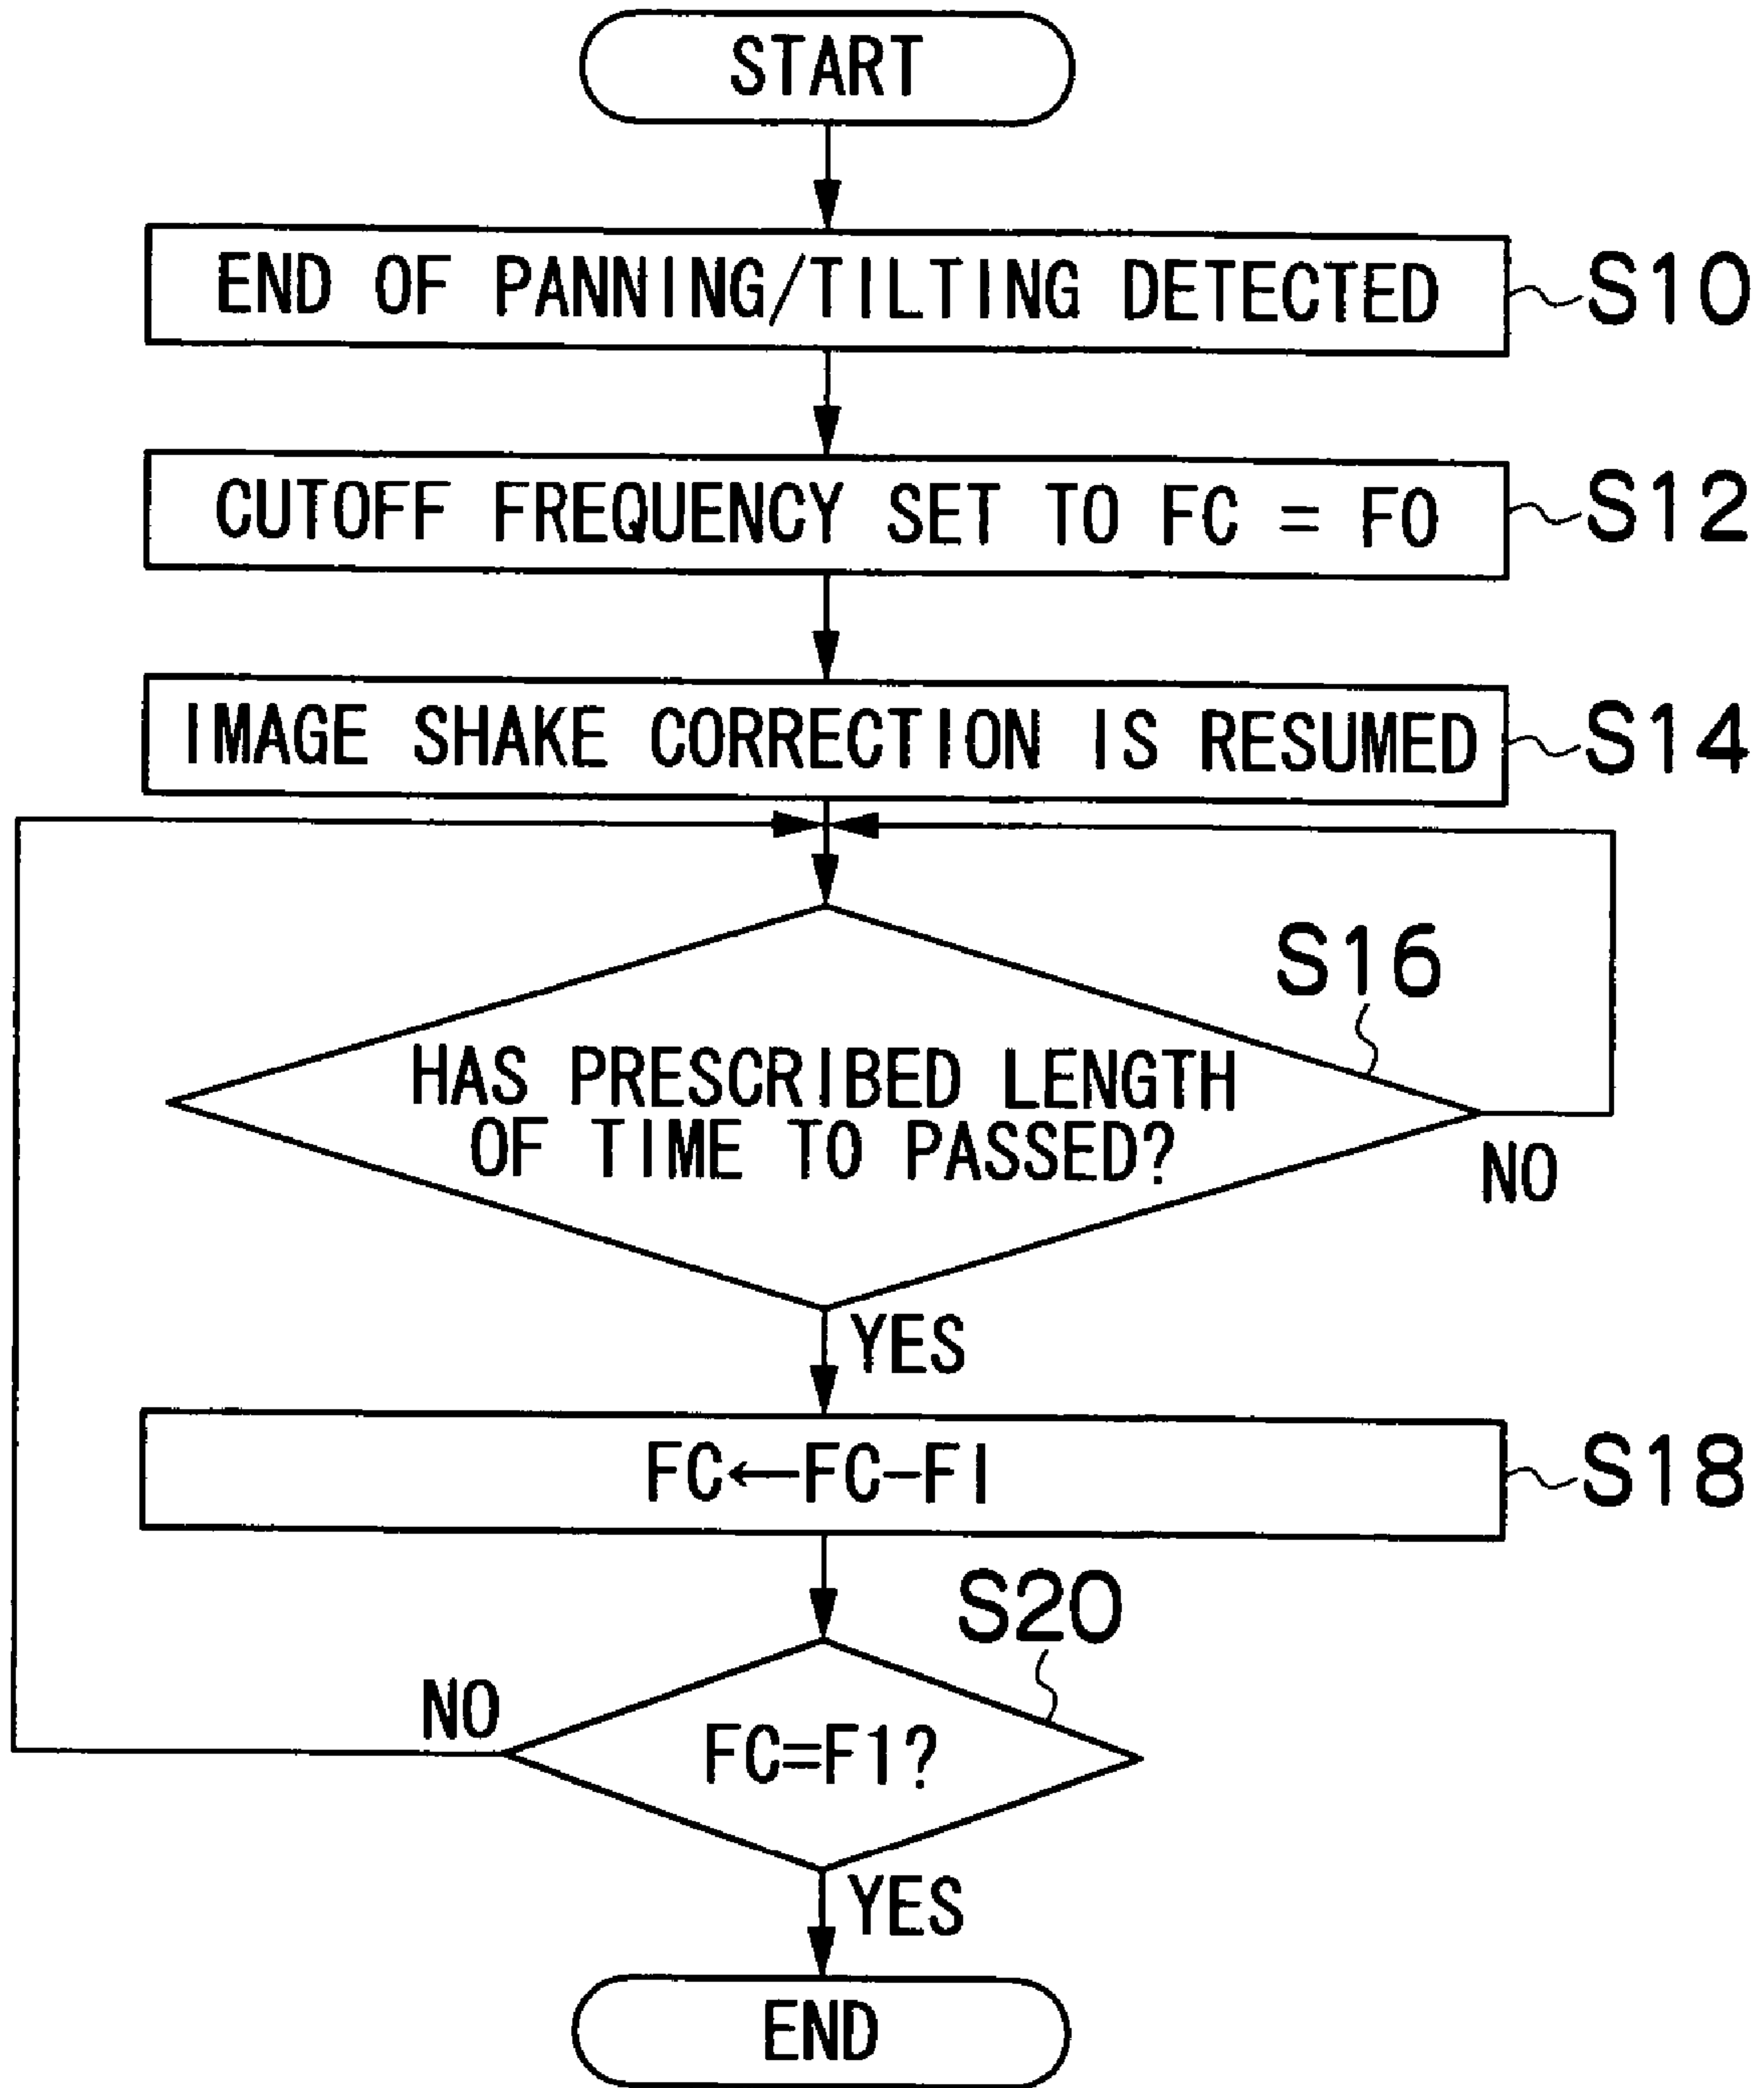 START
END OF PANNING/TILTING DETECTED
S10
CUTOFF FREQUENCY SET TO FC = F0
S12
IMAGE SHAKE CORRECTION IS RESUMED
S14
S16
HAS PRESCRIBED LENGTH
OF TIME T0 PASSED?
NO
YES
FC←FC-FI
S18
S20
NO
FC=F1?
YES
END